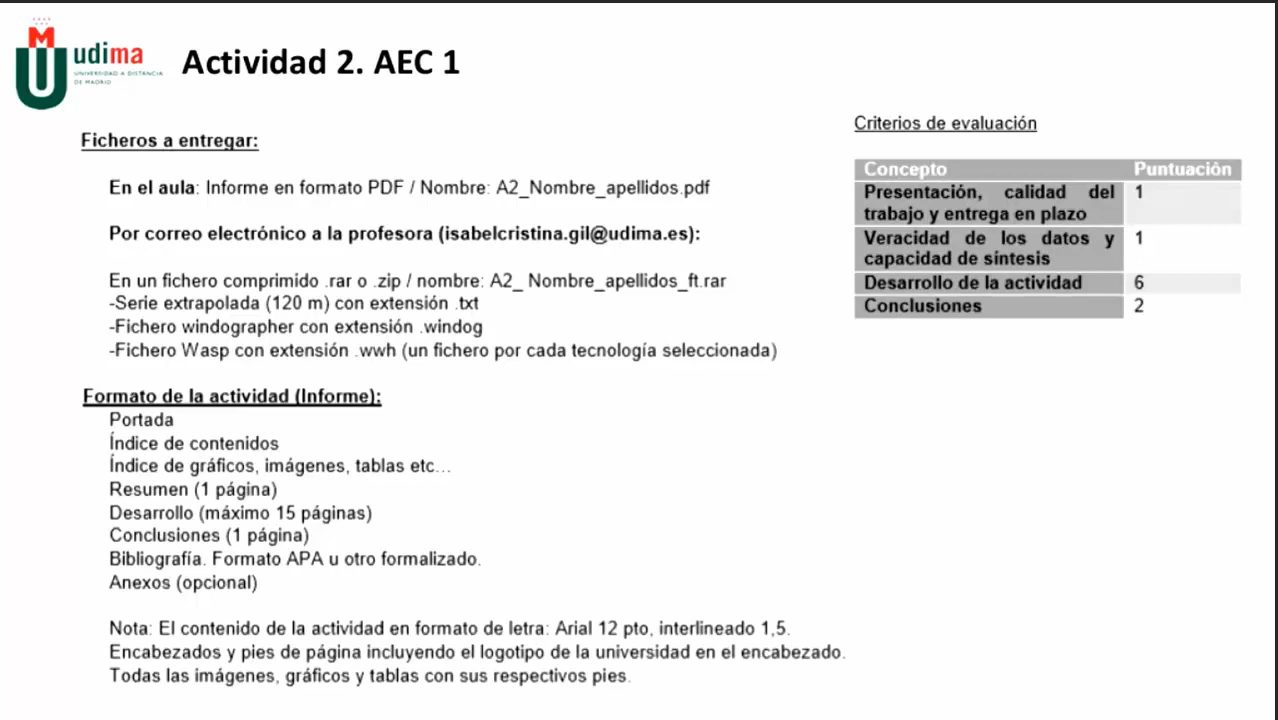 udima
UNIVERSIDAD A DISTANCIA
DE MADRID
Actividad 2. AEC 1
Ficheros a entregar:
En el aula: Informe en formato PDF / Nombre: A2_Nombre_apellidos.pdf
Por correo electrónico a la profesora (isabelcristina.gil@udima.es):
En un fichero comprimido .rar o .zip / nombre: A2_ Nombre_apellidos_ft.rar
-Serie extrapolada (120 m) con extensión .txt
-Fichero windographer con extensión .windog
-Fichero Wasp con extensión .wwh (un fichero por cada tecnología seleccionada)
Formato de la actividad (Informe):
Portada
Índice de contenidos
Índice de gráficos, imágenes, tablas etc...
Resumen (1 página)
Desarrollo (máximo 15 páginas)
Conclusiones (1 página)
Bibliografía. Formato APA u otro formalizado.
Anexos (opcional)
Nota: El contenido de la actividad en formato de letra: Arial 12 pto, interlineado 1,5.
Encabezados y pies de página incluyendo el logotipo de la universidad en el encabezado.
Todas las imágenes, gráficos y tablas con sus respectivos pies.
Criterios de evaluación
Concepto Puntuación
Presentación, calidad del 1
trabajo y entrega en plazo
Veracidad de los datos y 1
capacidad de síntesis
Desarrollo de la actividad 6
Conclusiones 2